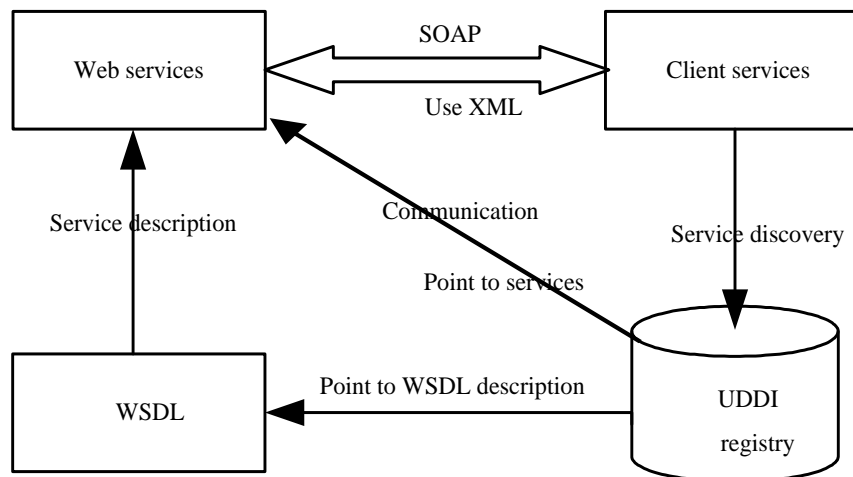 SOAP
Web services
Client services
Use XML
Communication
Service description
Service discovery
Point to services
Point to WSDL description
WSDL
UDDI
registry